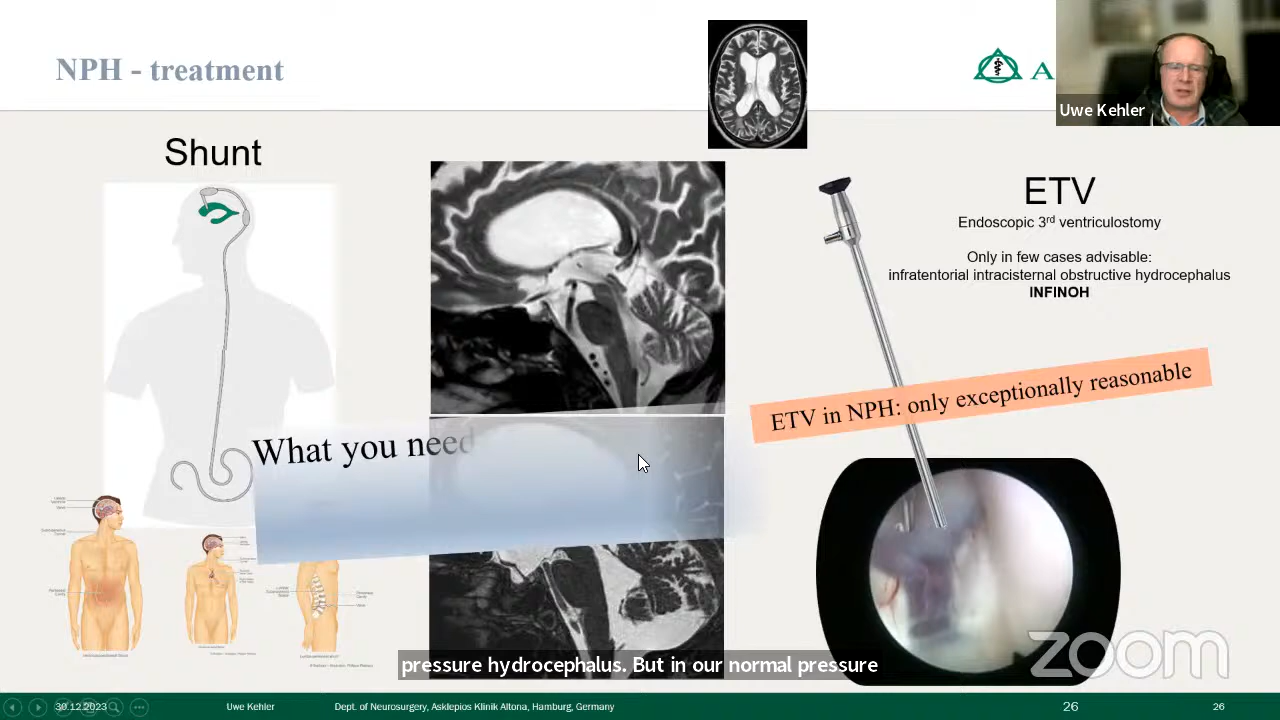 NPH - treatment
A
Uwe Kehler
Shunt
ETV
Endoscopic 3rd ventriculostomy
Only in few cases advisable:
infratentorial intracisternal obstructive hydrocephalus
INFINOH
ETV in NPH: only exceptionally reasonable
What you need
zoom
pressure hydrocephalus. But in our normal pressure
30.12.2023
Uwe Kehler
Dept. of Neurosurgery, Asklepios Klinik Altona, Hamburg, Germany
26
26